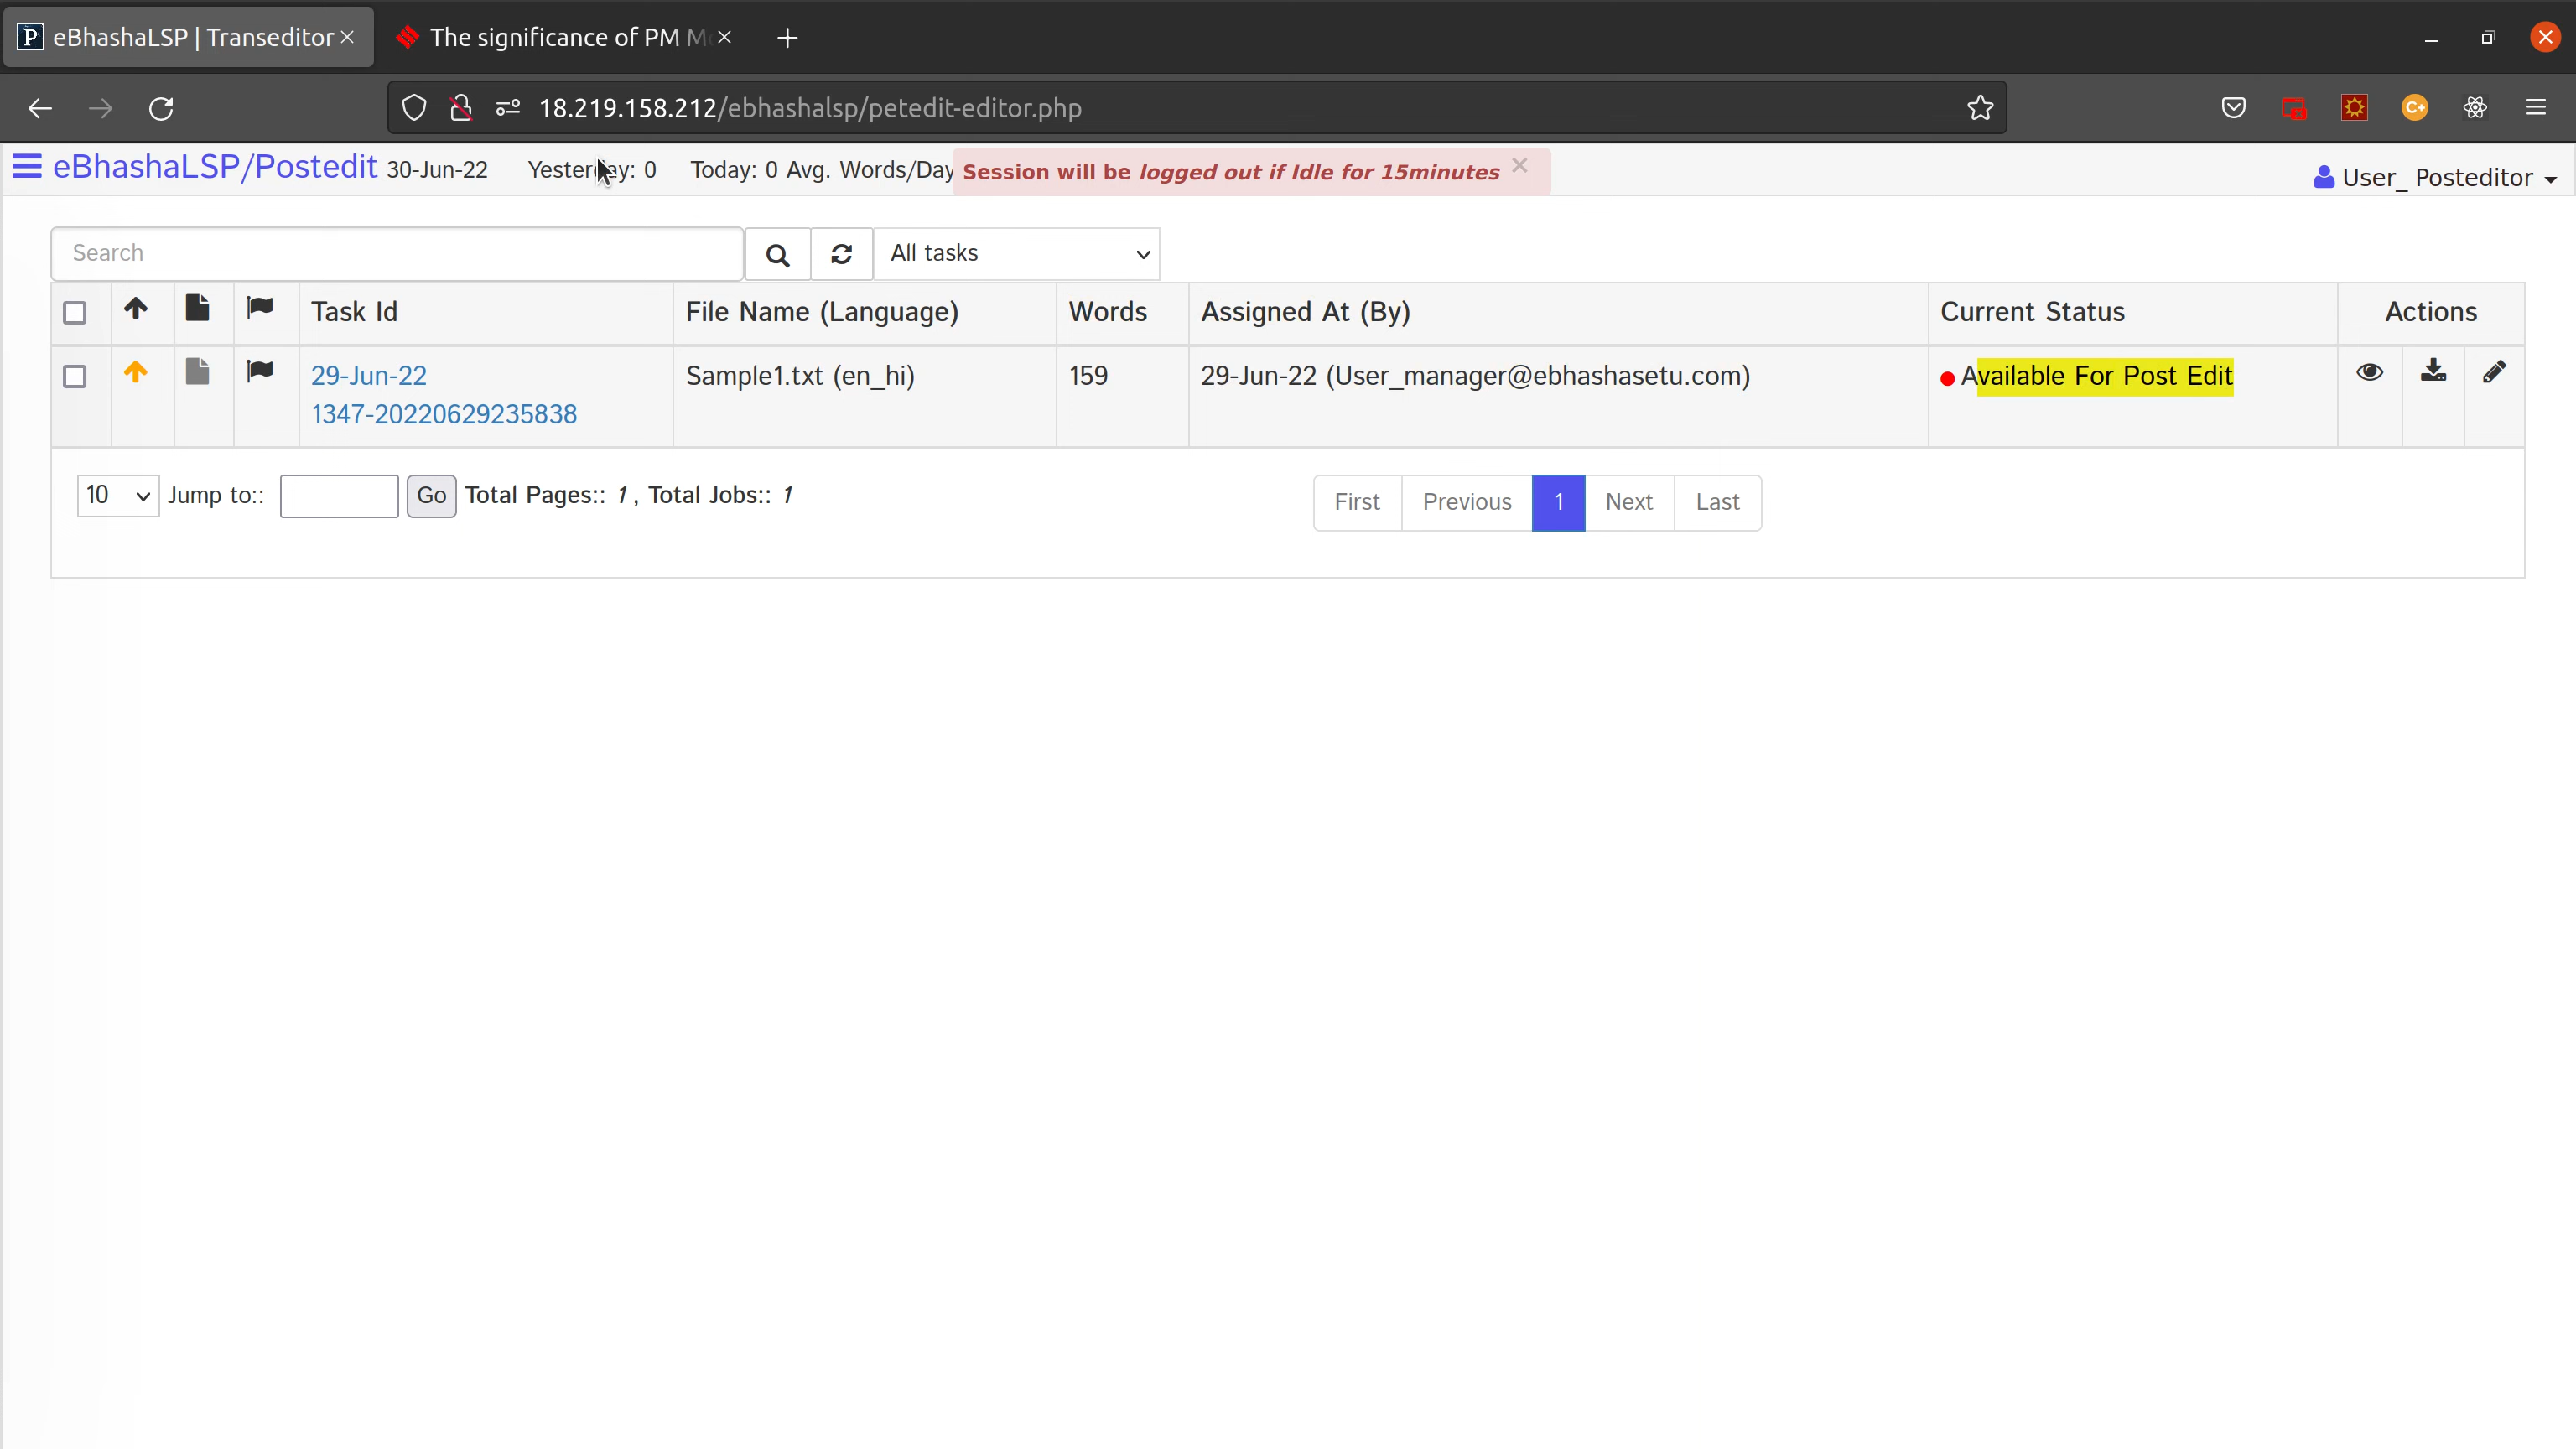 eBhashaLSP | Transeditor
The significance of PM M
18.219.158.212/ebhashalsp/petedit-editor.php
eBhashaLSP/Postedit 30-Jun-22 Yesterday: 0 Today: 0 Avg. Words/Day Session will be logged out if Idle for 15minutes User_ Posteditor
Search All tasks
Task Id File Name (Language) Words Assigned At (By) Current Status Actions
29-Jun-22 Sample1.txt (en_hi) 159 29-Jun-22 (User_manager@ebhashasetu.com) Available For Post Edit
1347-20220629235838
10 Jump to:: Go Total Pages:: 1 , Total Jobs:: 1 First Previous 1 Next Last